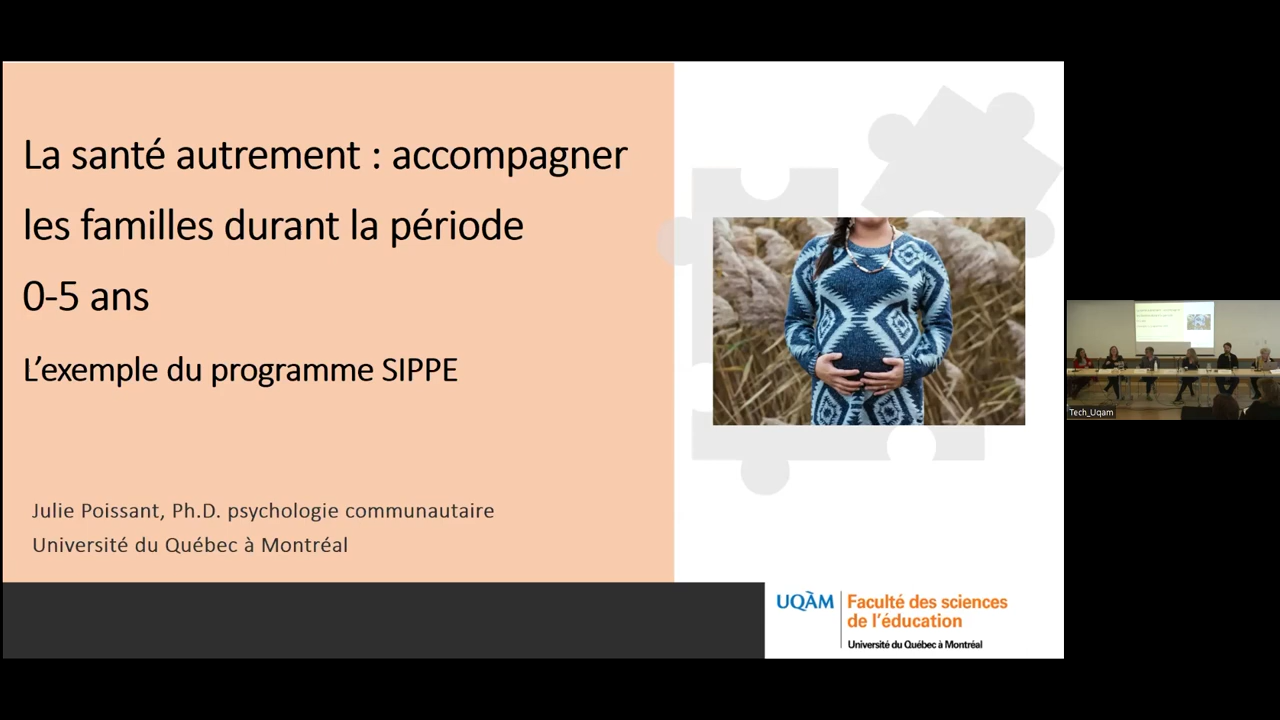 La santé autrement : accompagner
les familles durant la période
0-5 ans
L'exemple du programme SIPPE
Julie Poissant, Ph.D. psychologie communautaire
Université du Québec à Montréal
UQÀM
Faculté des sciences
de l'éducation
Université du Québec à Montréal
Tech_Uqam